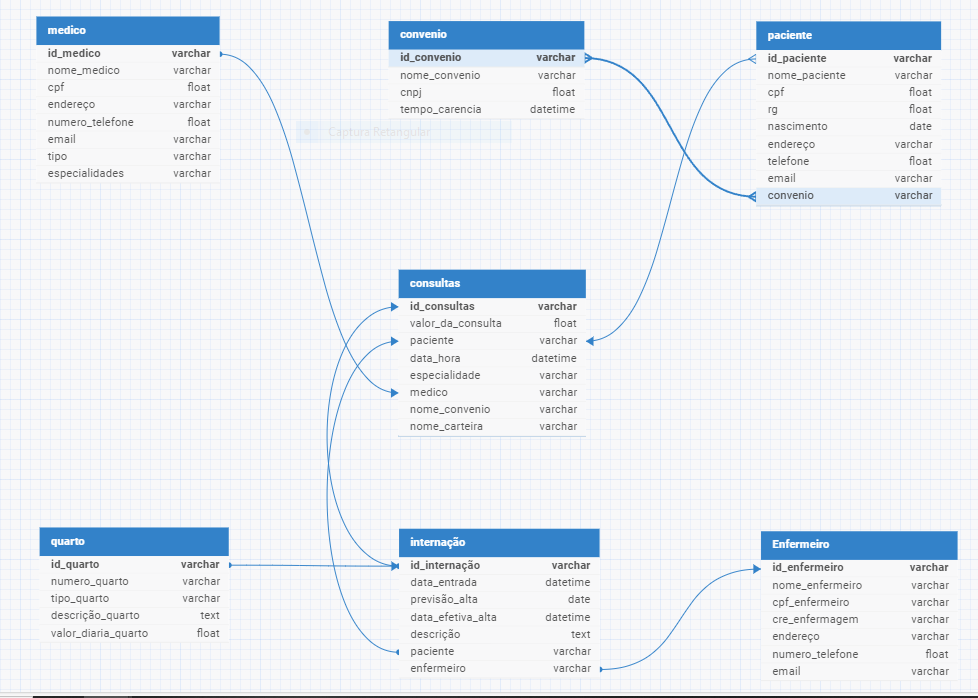 medico
id_medico varchar
nome_medico varchar
cpf float
endereço varchar
numero_telefone float
email varchar
tipo varchar
especialidades varchar
convenio
id_convenio varchar
nome_convenio varchar
cnpj float
tempo_carencia datetime
Captura Retangular
paciente
id_paciente varchar
nome_paciente varchar
cpf float
rg float
nascimento date
endereço varchar
telefone float
email varchar
convenio varchar
consultas
id_consultas varchar
valor_da_consulta float
paciente varchar
data_hora datetime
especialidade varchar
medico varchar
nome_convenio varchar
nome_carteira varchar
quarto
id_quarto varchar
numero_quarto varchar
tipo_quarto varchar
descrição_quarto text
valor_diaria_quarto float
internação
id_internação varchar
data_entrada datetime
previsão_alta date
data_efetiva_alta datetime
descrição text
paciente varchar
enfermeiro varchar
Enfermeiro
id_enfermeiro varchar
nome_enfermeiro varchar
cpf_enfermeiro varchar
cre_enfermagem varchar
endereço varchar
numero_telefone float
email varchar